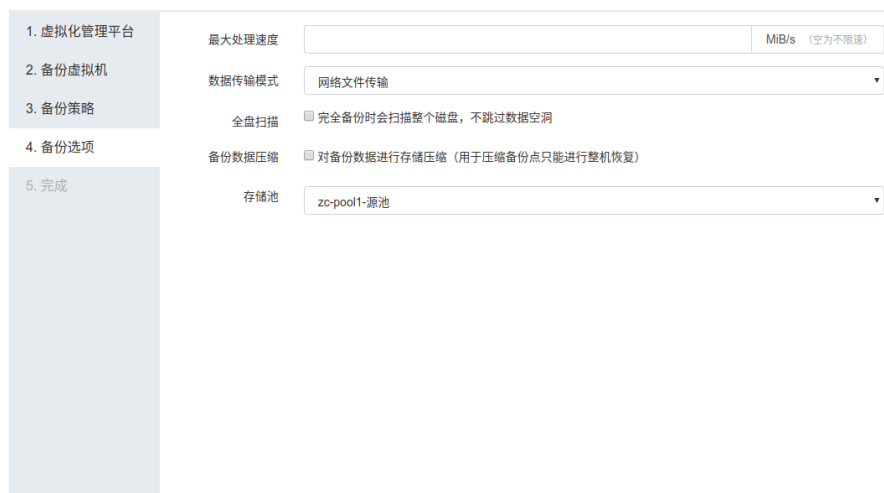 1. 虚拟化管理平台
2. 备份虚拟机
3. 备份策略
4. 备份选项
5. 完成
最大处理速度 MiB/s （空为不限速）
数据传输模式 网络文件传输
全盘扫描 完全备份时会扫描整个磁盘，不跳过数据空洞
备份数据压缩 对备份数据进行存储压缩（用于压缩备份点只能进行整机恢复）
存储池 zc-pool1-源池